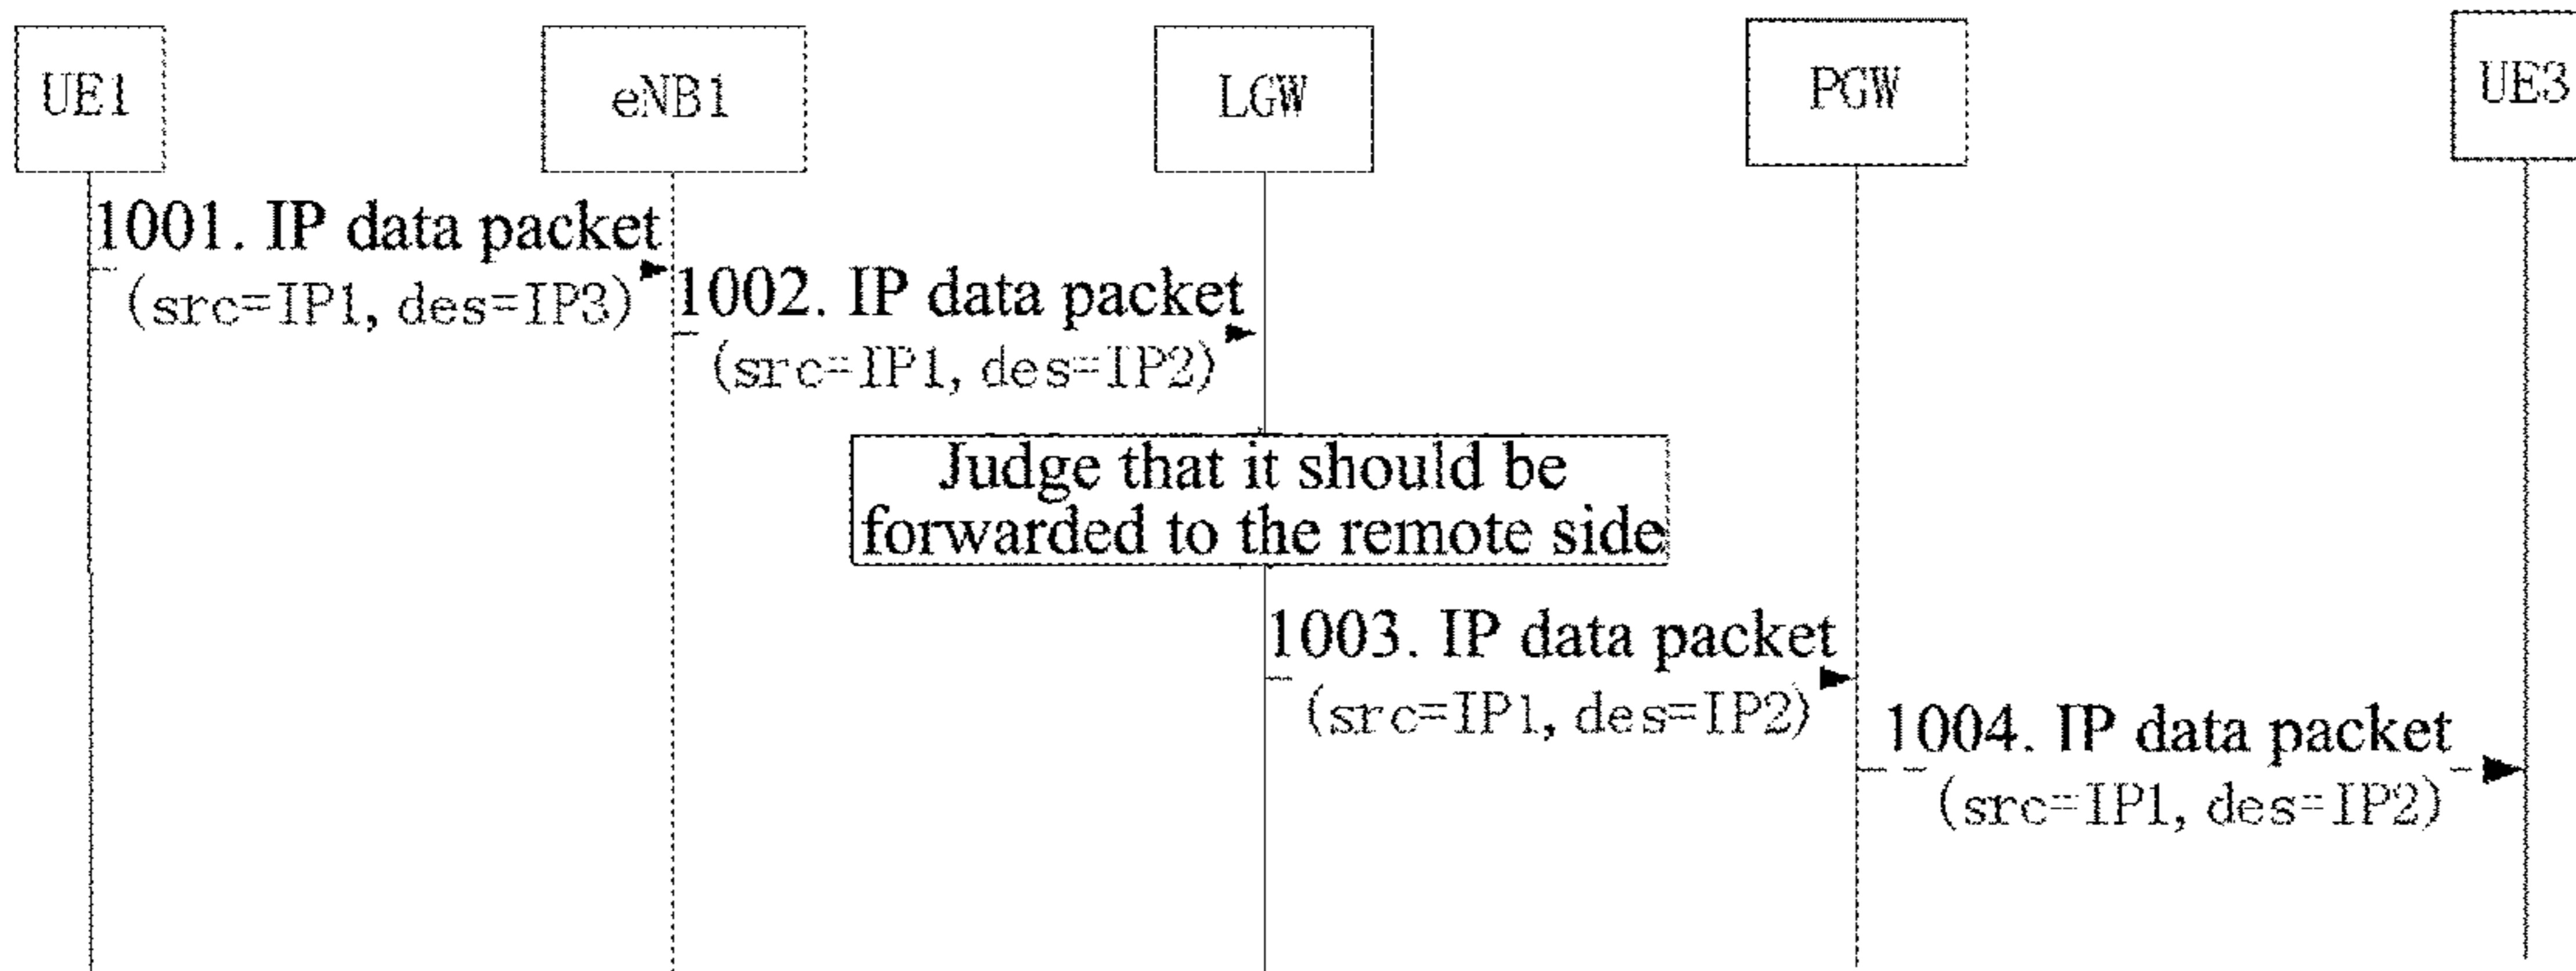 UE1
eNB1
LGW
PGW
UE3
1001. IP data packet
(src=IP1, des=IP3)
1002. IP data packet
(src=IP1, des=IP2)
Judge that it should be
forwarded to the remote side
1003. IP data packet
(src=IP1, des=IP2)
1004. IP data packet
(src=IP1, des=IP2)